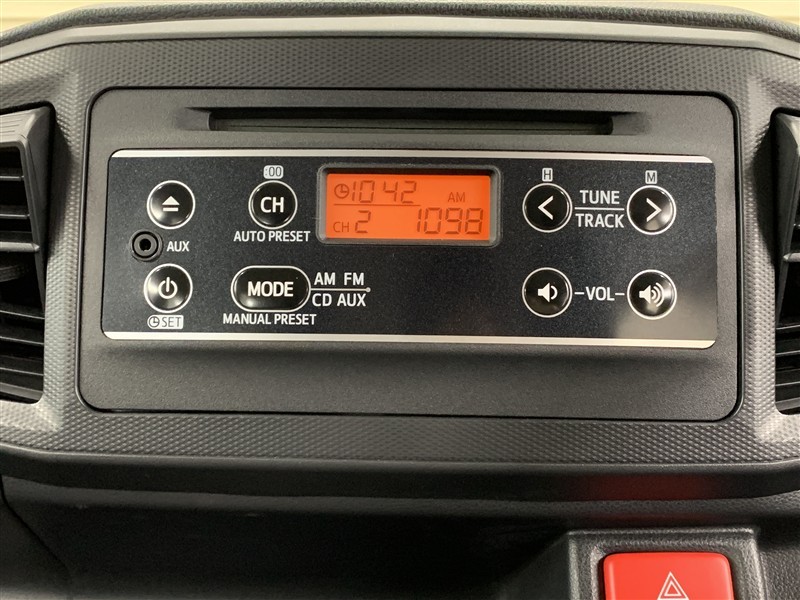 :00
CH
AUTO PRESET
AUX
SET
MODE
AM FM
CD AUX
MANUAL PRESET
10 42
AM
CH 2 1098
H
M
TUNE
TRACK
VOL